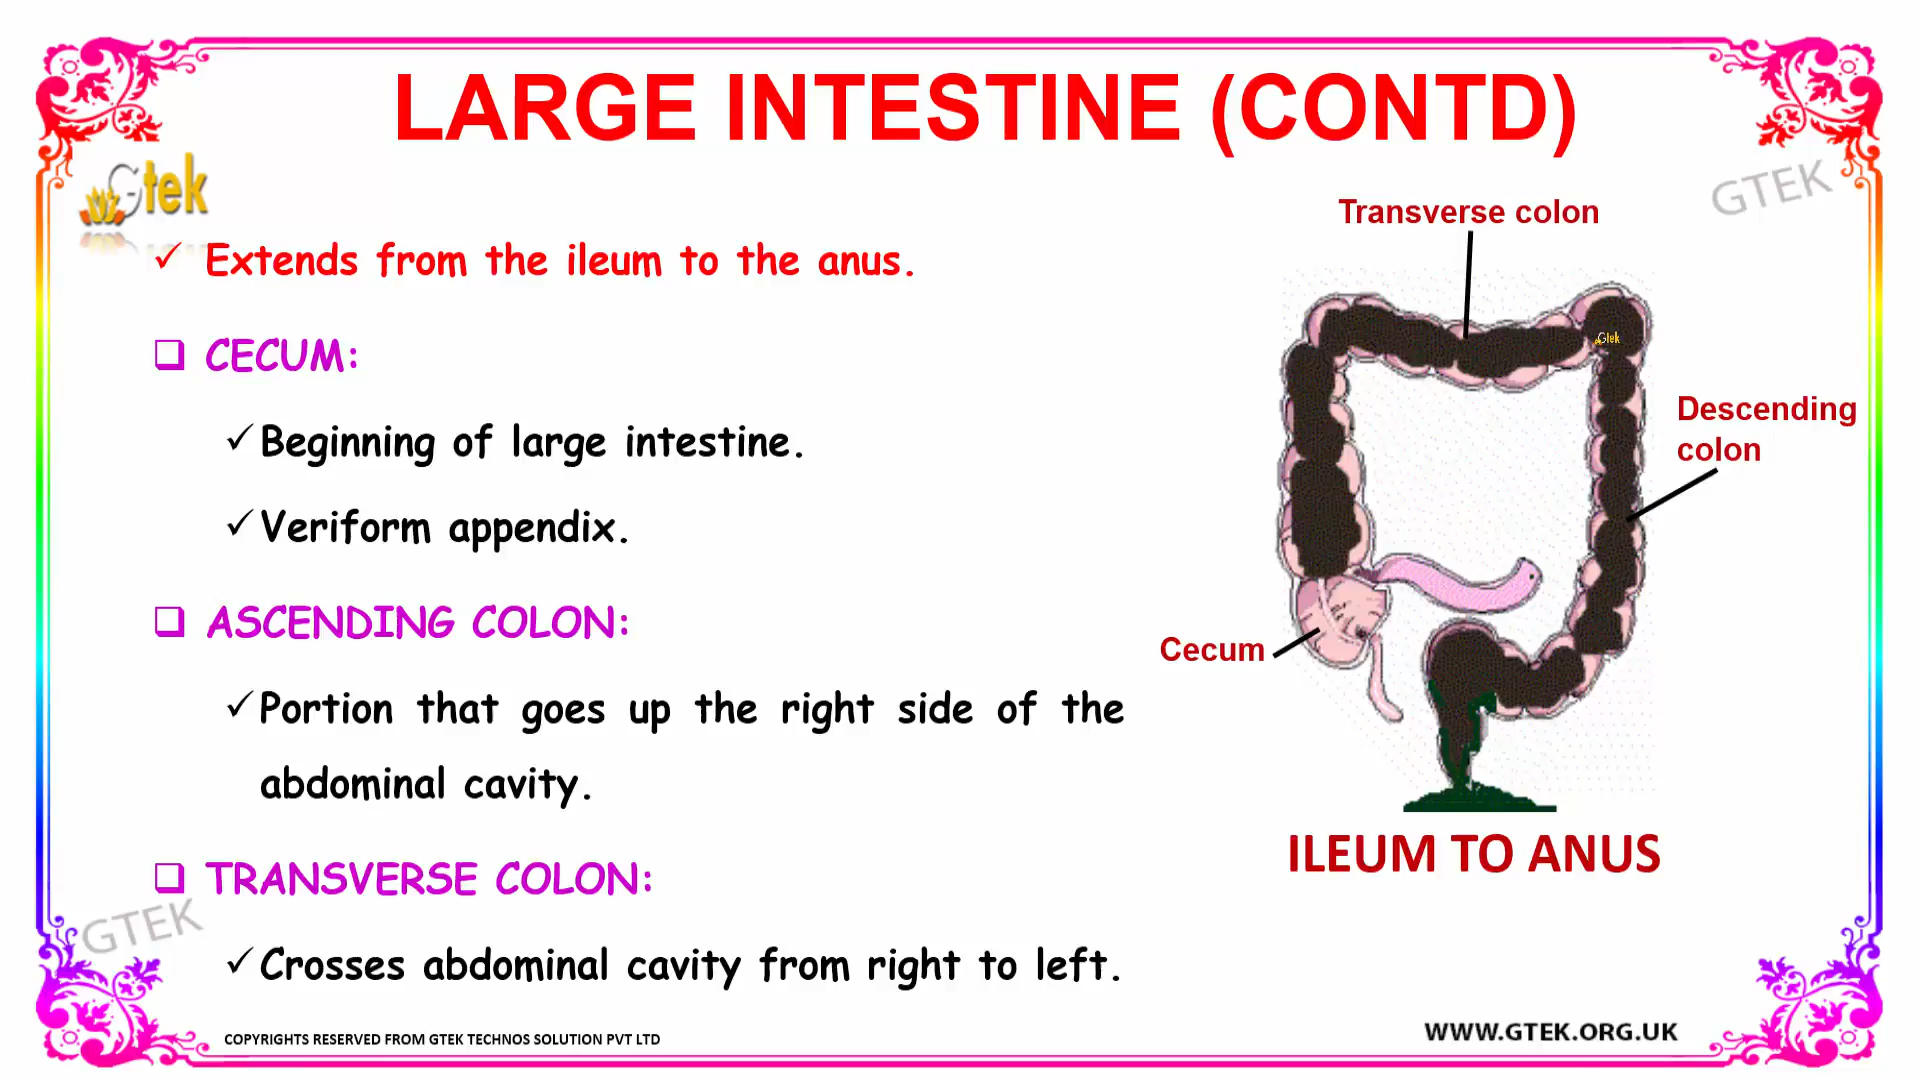 LARGE INTESTINE (CONTD)
Gtek
GTEK
Extends from the ileum to the anus.
CECUM:
Beginning of large intestine.
Veriform appendix.
ASCENDING COLON:
Portion that goes up the right side of the
abdominal cavity.
TRANSVERSE COLON:
Crosses abdominal cavity from right to left.
Transverse colon
Gtek
Descending
colon
Cecum
ILEUM TO ANUS
GTEK
COPYRIGHTS RESERVED FROM GTEK TECHNOS SOLUTION PVT LTD
WWW.GTEK.ORG.UK